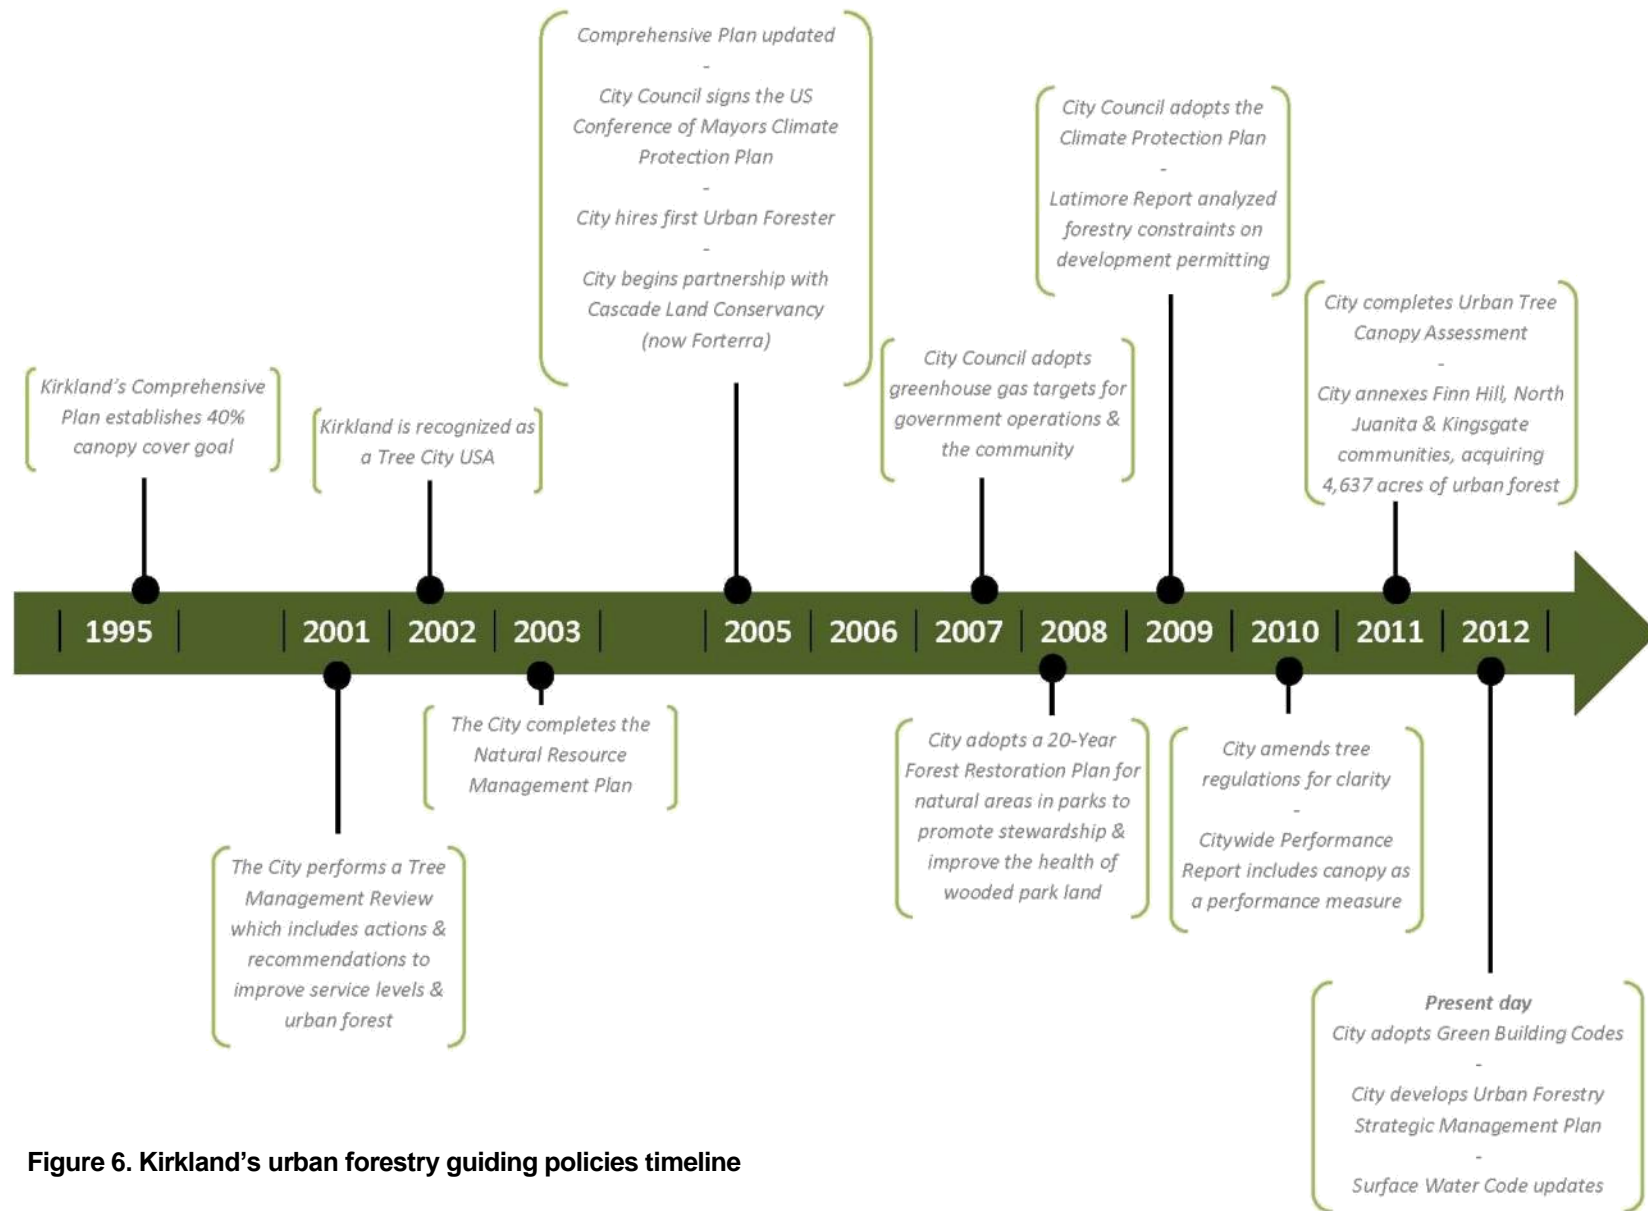 Comprehensive Plan updated
-
City Council signs the US
Conference of Mayors Climate
Protection Plan
-
City hires first Urban Forester
-
City begins partnership with
Cascade Land Conservancy
(now Forterra)
City Council adopts the
Climate Protection Plan
-
Latimore Report analyzed
forestry constraints on
development permitting
Kirkland's Comprehensive
Plan establishes 40%
canopy cover goal
Kirkland is recognized as
a Tree City USA
City Council adopts
greenhouse gas targets for
government operations &
the community
City completes Urban Tree
Canopy Assessment
-
City annexes Finn Hill, North
Juanita & Kingsgate
communities, acquiring
4,637 acres of urban forest
1995 2001 2002 2003 2005 2006 2007 2008 2009 2010 2011 2012
The City performs a Tree
Management Review
which includes actions &
recommendations to
improve service levels &
urban forest
The City completes the
Natural Resource
Management Plan
City adopts a 20-Year
Forest Restoration Plan for
natural areas in parks to
promote stewardship &
improve the health of
wooded park land
City amends tree
regulations for clarity
-
Citywide Performance
Report includes canopy as
a performance measure
Present day
City adopts Green Building Codes
-
City develops Urban Forestry
Strategic Management Plan
-
Surface Water Code updates
Figure 6. Kirkland's urban forestry guiding policies timeline